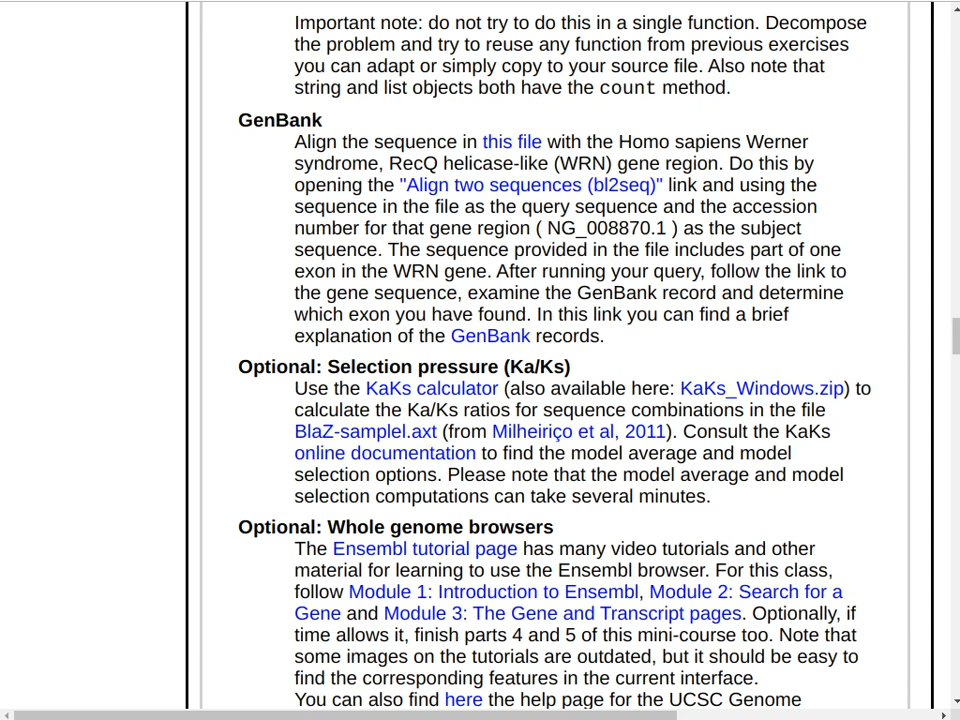 Important note: do not try to do this in a single function. Decompose
the problem and try to reuse any function from previous exercises
you can adapt or simply copy to your source file. Also note that
string and list objects both have the count method.
GenBank
Align the sequence in this file with the Homo sapiens Werner
syndrome, RecQ helicase-like (WRN) gene region. Do this by
opening the "Align two sequences (bl2seq)" link and using the
sequence in the file as the query sequence and the accession
number for that gene region ( NG_008870.1 ) as the subject
sequence. The sequence provided in the file includes part of one
exon in the WRN gene. After running your query, follow the link to
the gene sequence, examine the GenBank record and determine
which exon you have found. In this link you can find a brief
explanation of the GenBank records.
Optional: Selection pressure (Ka/Ks)
Use the KaKs calculator (also available here: KaKs_Windows.zip) to
calculate the Ka/Ks ratios for sequence combinations in the file
BlaZ-samplel.axt (from Milheiriço et al, 2011). Consult the KaKs
online documentation to find the model average and model
selection options. Please note that the model average and model
selection computations can take several minutes.
Optional: Whole genome browsers
The Ensembl tutorial page has many video tutorials and other
material for learning to use the Ensembl browser. For this class,
follow Module 1: Introduction to Ensembl, Module 2: Search for a
Gene and Module 3: The Gene and Transcript pages. Optionally, if
time allows it, finish parts 4 and 5 of this mini-course too. Note that
some images on the tutorials are outdated, but it should be easy to
find the corresponding features in the current interface.
You can also find here the help page for the UCSC Genome